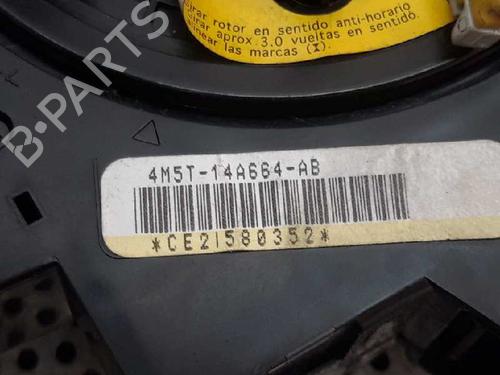 Girar rotor en sentido anti-horario
Girar aprox 3.0 vueltas en sentido
linear las marcas (X).
4M5T-14A664-AB
*CE21580352*
B-PARTS